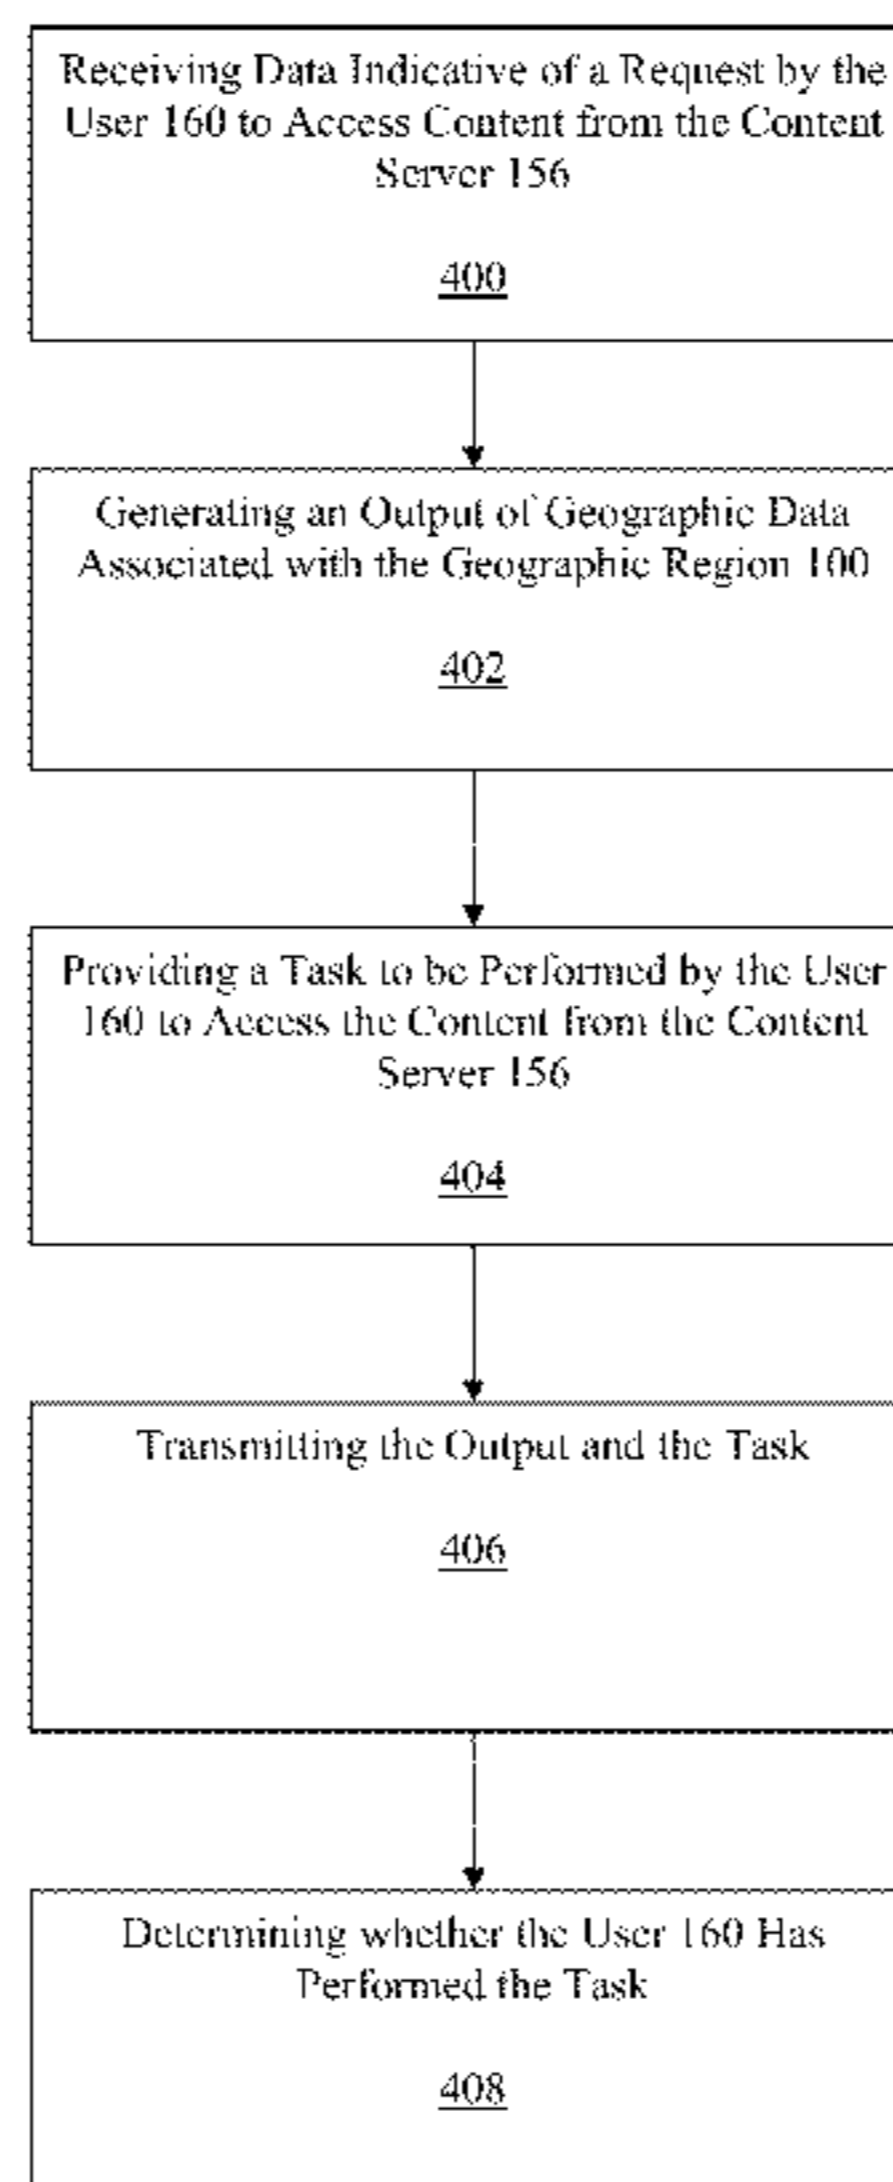 Receiving Data Indicative of a Request by the
User 160 to Access Content from the Content
Server 156
400
Generating an Output of Geographic Data
Associated with the Geographic Region 100
402
Providing a Task to be Performed by the User
160 to Access the Content from the Content
Server 156
404
Transmitting the Output and the Task
406
Determining whether the User 160 Has
Performed the Task
408